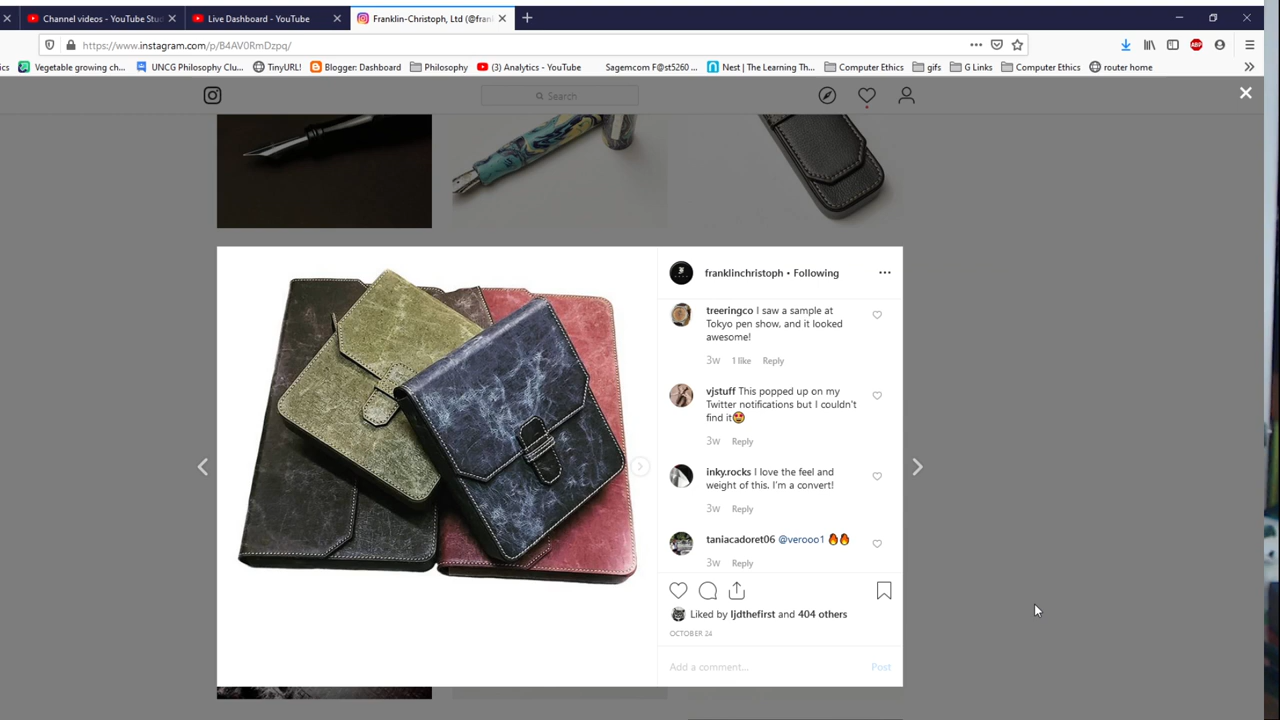 Channel videos - YouTube Stu
Live Dashboard - YouTube
Franklin-Christoph, Ltd (@fran
https://www.instagram.com/p/B4AV0RmDzpq/
Vegetable growing ch...
UNCG Philosophy Clu...
TinyURL!
Blogger: Dashboard
Philosophy
(3) Analytics - YouTube
Sagemcom F@st5260 ...
Nest | The Learning Th...
Computer Ethics
gifs
G Links
Computer Ethics
router home
ABP
Search
franklinchristoph • Following
treeringco I saw a sample at
Tokyo pen show, and it looked
awesome!
3w 1 like Reply
vjstuff This popped up on my
Twitter notifications but I couldn't
find it😍
3w Reply
inky.rocks I love the feel and
weight of this. I'm a convert!
3w Reply
taniacadoret06 @verooo1 🔥🔥
3w Reply
Liked by ljdthefirst and 404 others
OCTOBER 24
Add a comment... Post